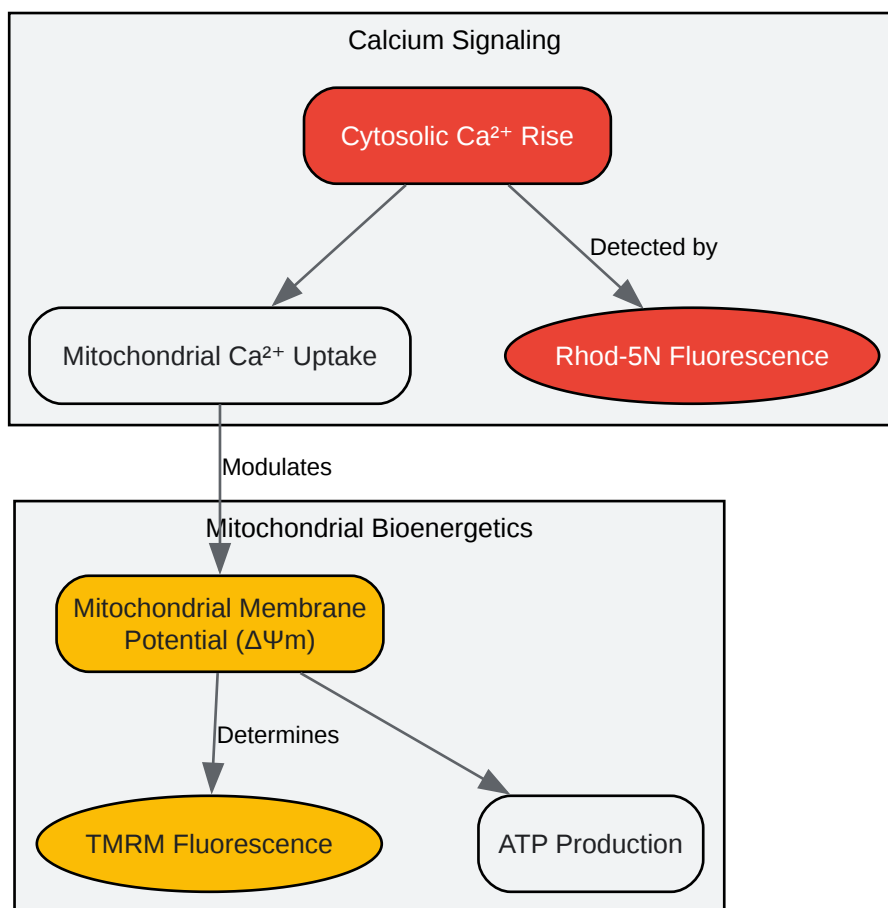 Calcium Signaling
Cytosolic Ca²⁺ Rise
Detected by
Mitochondrial Ca²⁺ Uptake
Rhod-5N Fluorescence
Modulates
Mitochondrial Bioenergetics
Mitochondrial Membrane
Potential (ΔΨm)
Determines
TMRM Fluorescence
ATP Production